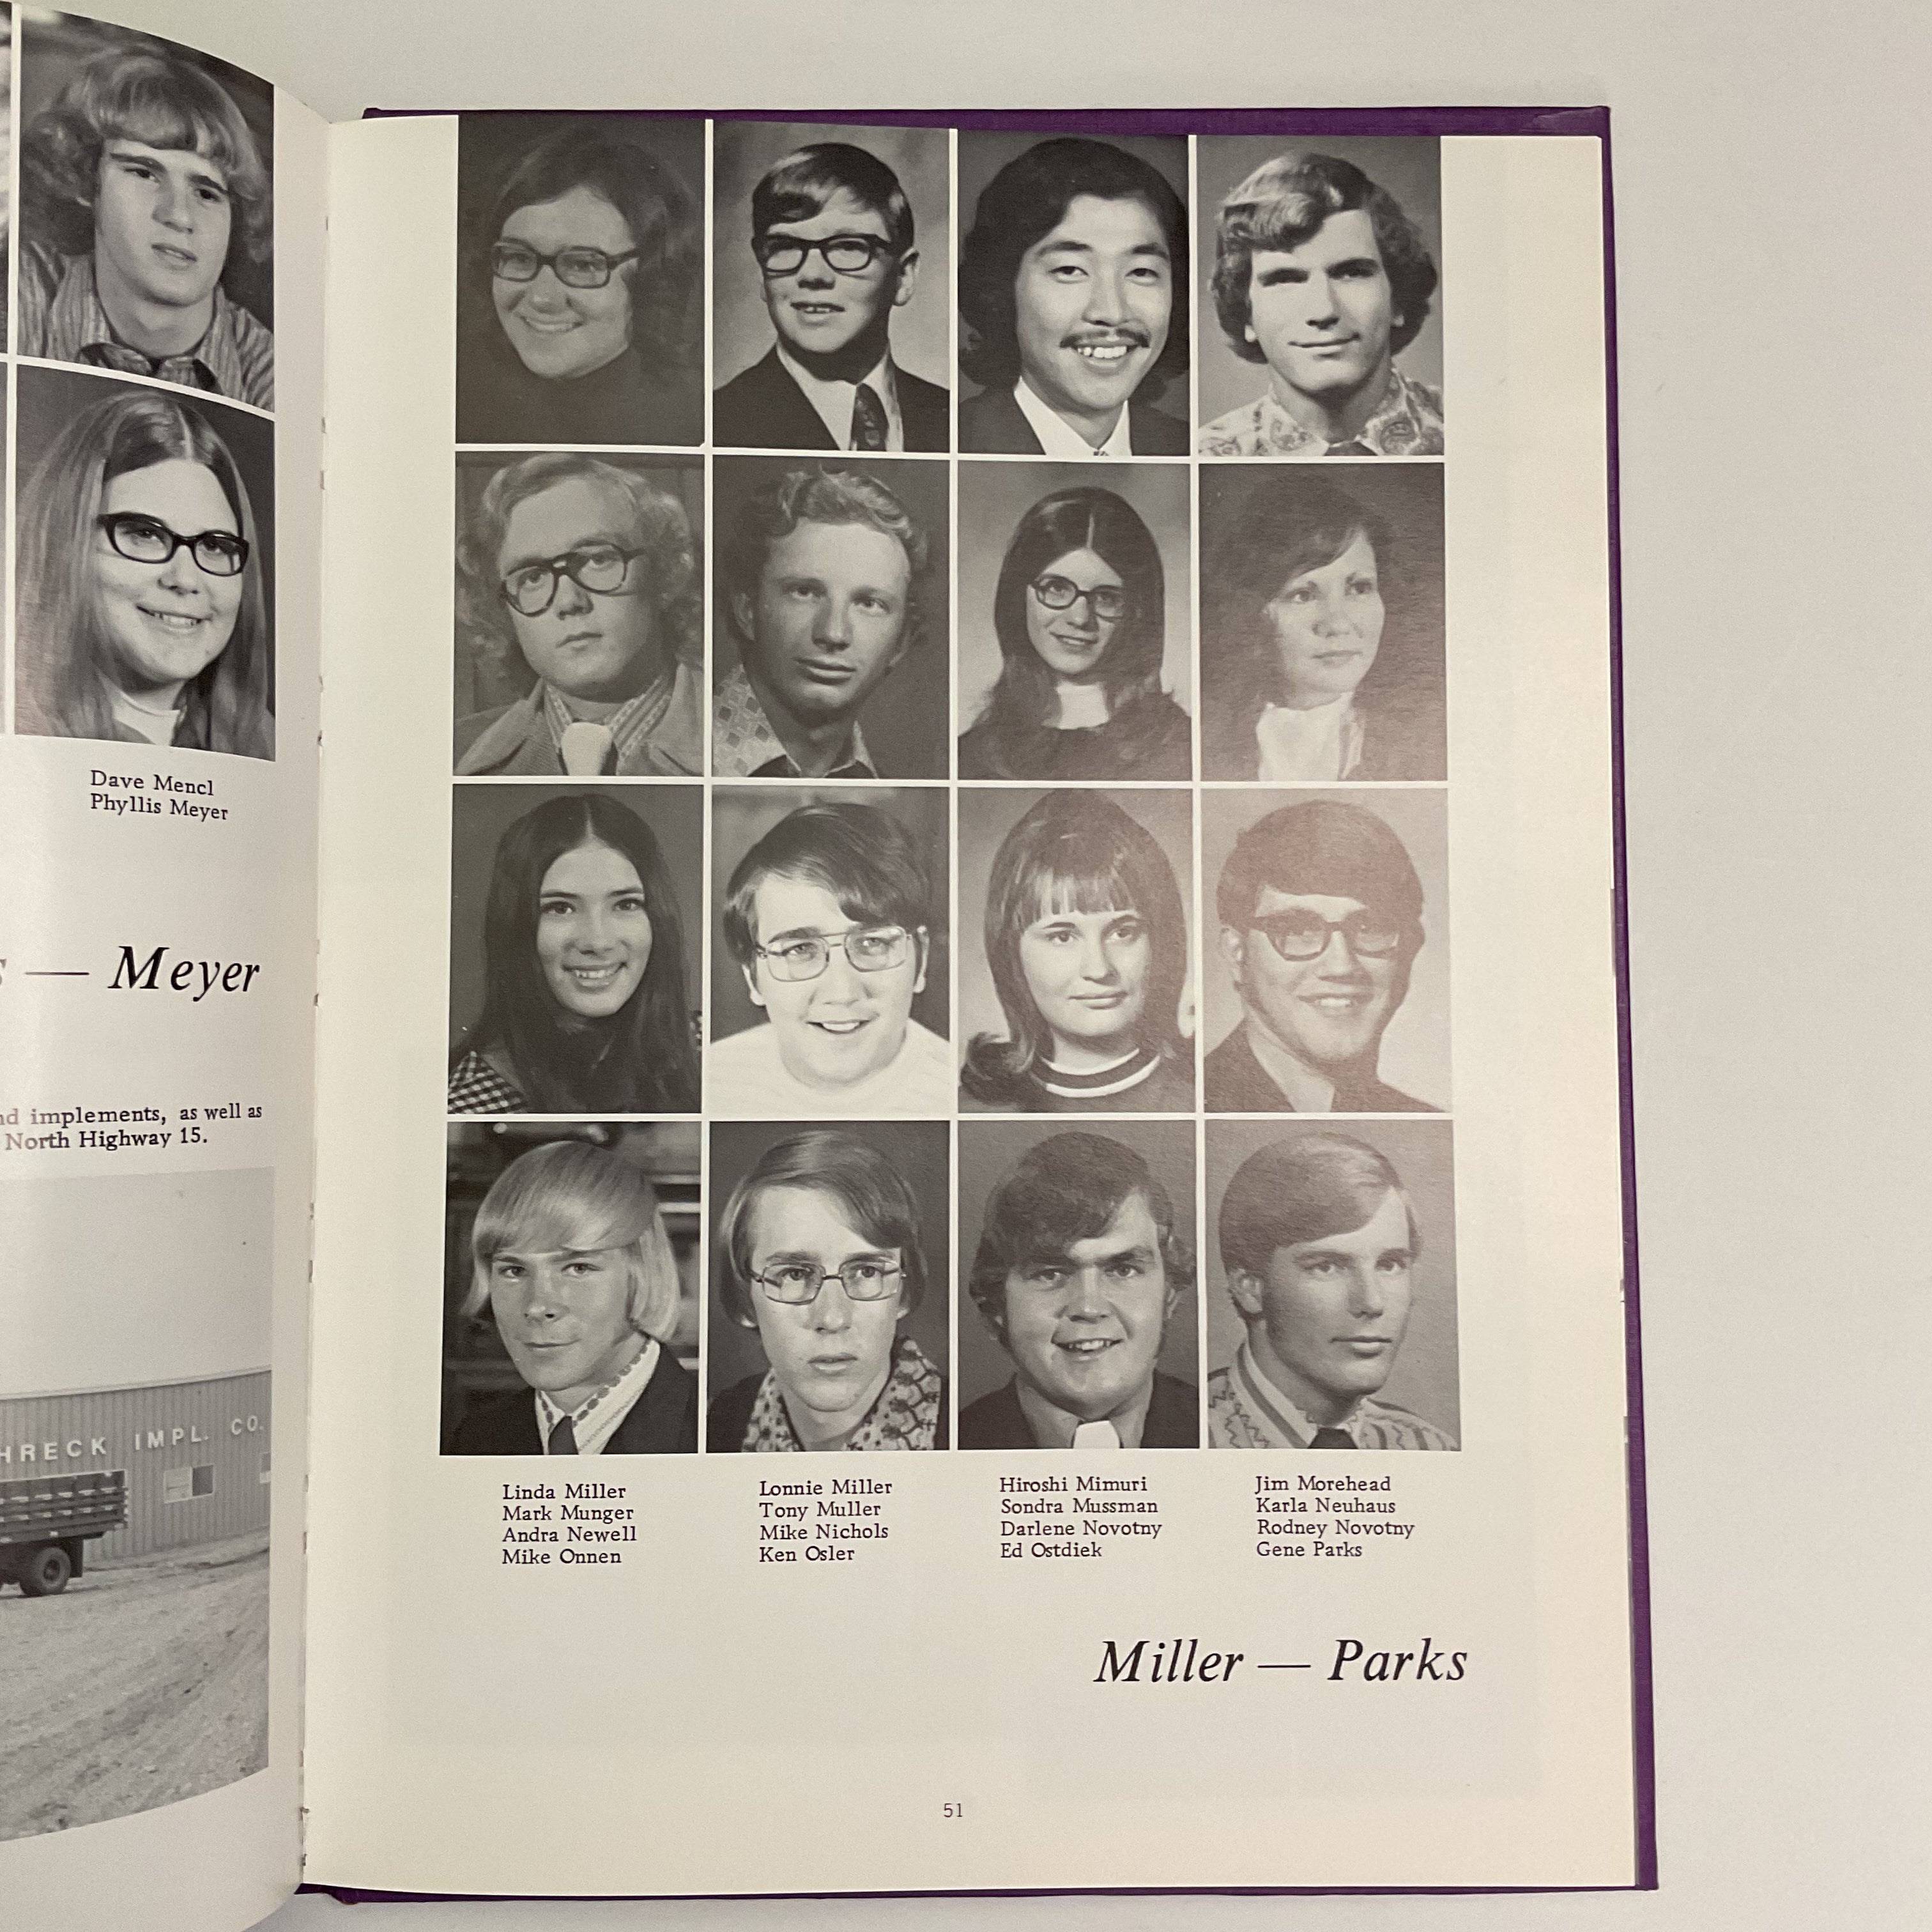 Dave Mencl
Phyllis Meyer
— Meyer
implements, as well as
North Highway 15.
IMPL. CO.
Linda Miller
Mark Munger
Andra Newell
Mike Onnen
Lonnie Miller
Tony Muller
Mike Nichols
Ken Osler
Hiroshi Mimuri
Sondra Mussman
Darlene Novotny
Ed Ostdiek
Jim Morehead
Karla Neuhaus
Rodney Novotny
Gene Parks
Miller — Parks
51